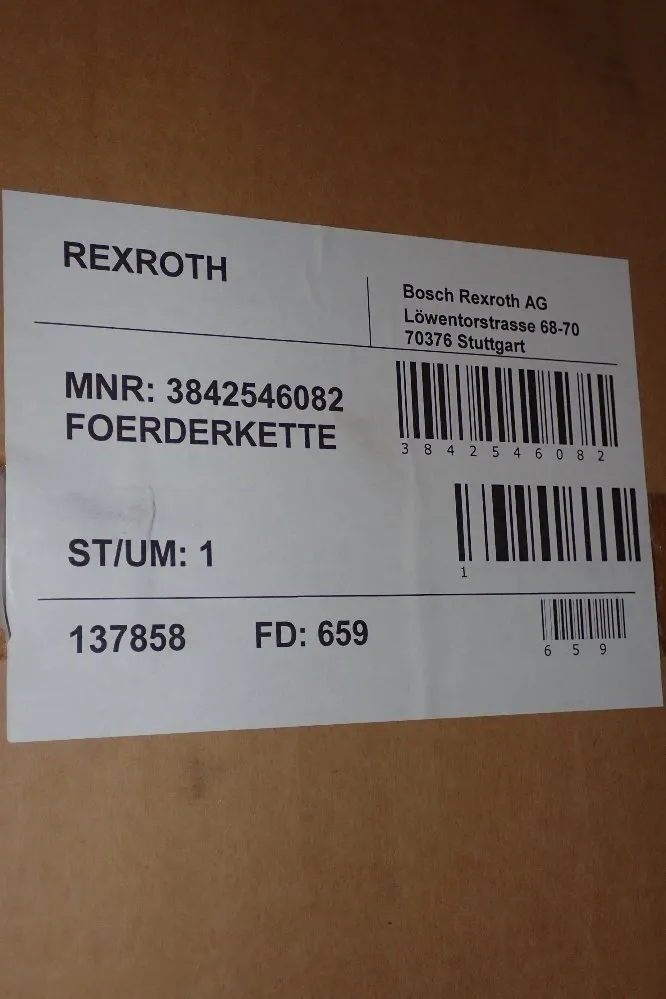 REXROTH
Bosch Rexroth AG
Löwentorstrasse 68-70
70376 Stuttgart
MNR: 3842546082
FOERDERKETTE
3842546082
ST/UM: 1
1
137858 FD: 659
659